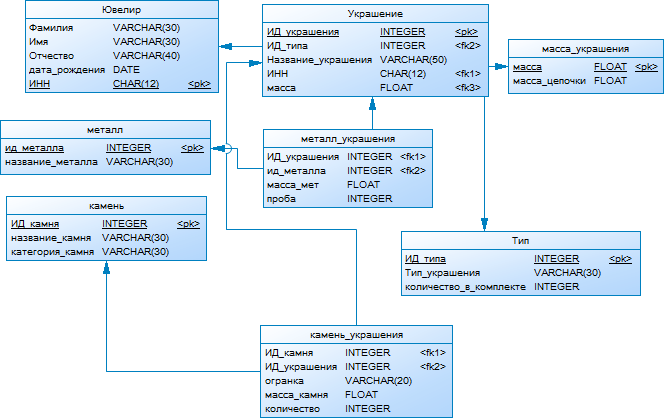 Ювелир
Фамилия VARCHAR(30)
Имя VARCHAR(30)
Отчество VARCHAR(40)
дата_рождения DATE
ИНН CHAR(12) <pk>
Украшение
ИД_украшения INTEGER <pk>
ИД_типа INTEGER <fk2>
Название_украшения VARCHAR(50)
ИНН CHAR(12) <fk1>
масса FLOAT <fk3>
масса_украшения
масса FLOAT <pk>
масса_цепочки FLOAT
металл
ид_металла INTEGER <pk>
название_металла VARCHAR(30)
металл_украшения
ИД_украшения INTEGER <fk1>
ид_металла INTEGER <fk2>
масса_мет FLOAT
проба INTEGER
камень
ИД_камня INTEGER <pk>
название_камня VARCHAR(30)
категория_камня VARCHAR(30)
Тип
ИД_типа INTEGER <pk>
Тип_украшения VARCHAR(30)
количество_в_комплекте INTEGER
камень_украшения
ИД_камня INTEGER <fk1>
ИД_украшения INTEGER <fk2>
огранка VARCHAR(20)
масса_камня FLOAT
количество INTEGER